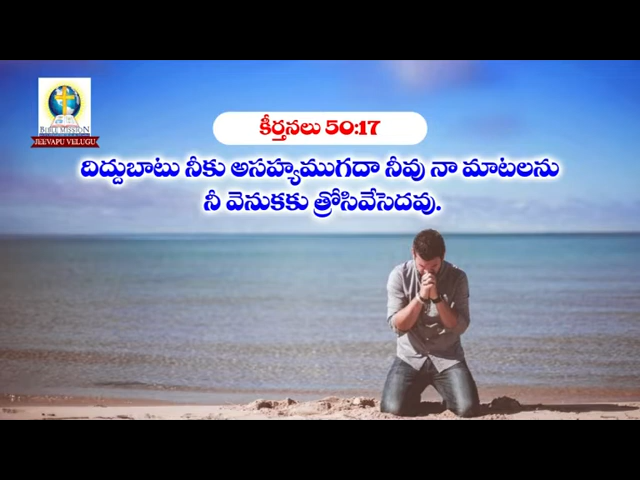 BIBLE MISSION
JEEVAPU VELUGU
కీర్తనలు 50:17
దిద్దుబాటు నీకు అసహ్యముగదా నీవు నా మాటలను
నీ వెనుకకు త్రోసివేసెదవు.